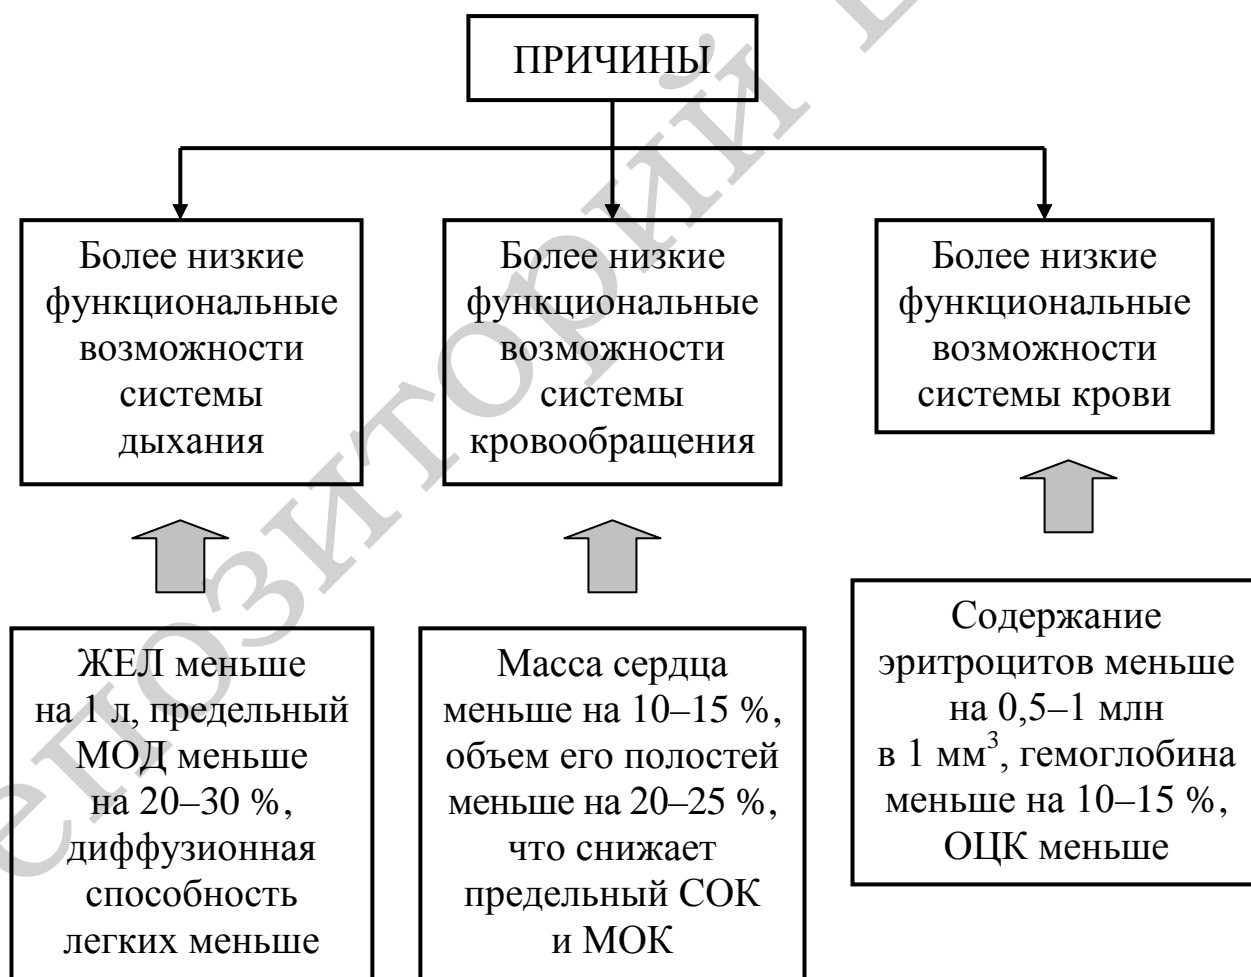 ПРИЧИНЫ
Более низкие
функциональные
возможности
системы
дыхания
Более низкие
функциональные
возможности
системы
кровообращения
Более низкие
функциональные
возможности
системы крови
ЖЕЛ меньше
на 1 л, предельный
МОД меньше
на 20–30 %,
диффузионная
способность
легких меньше
Масса сердца
меньше на 10–15 %,
объем его полостей
меньше на 20–25 %,
что снижает
предельный СОК
и МОК
Содержание
эритроцитов меньше
на 0,5–1 млн
в 1 мм³, гемоглобина
меньше на 10–15 %,
ОЦК меньше